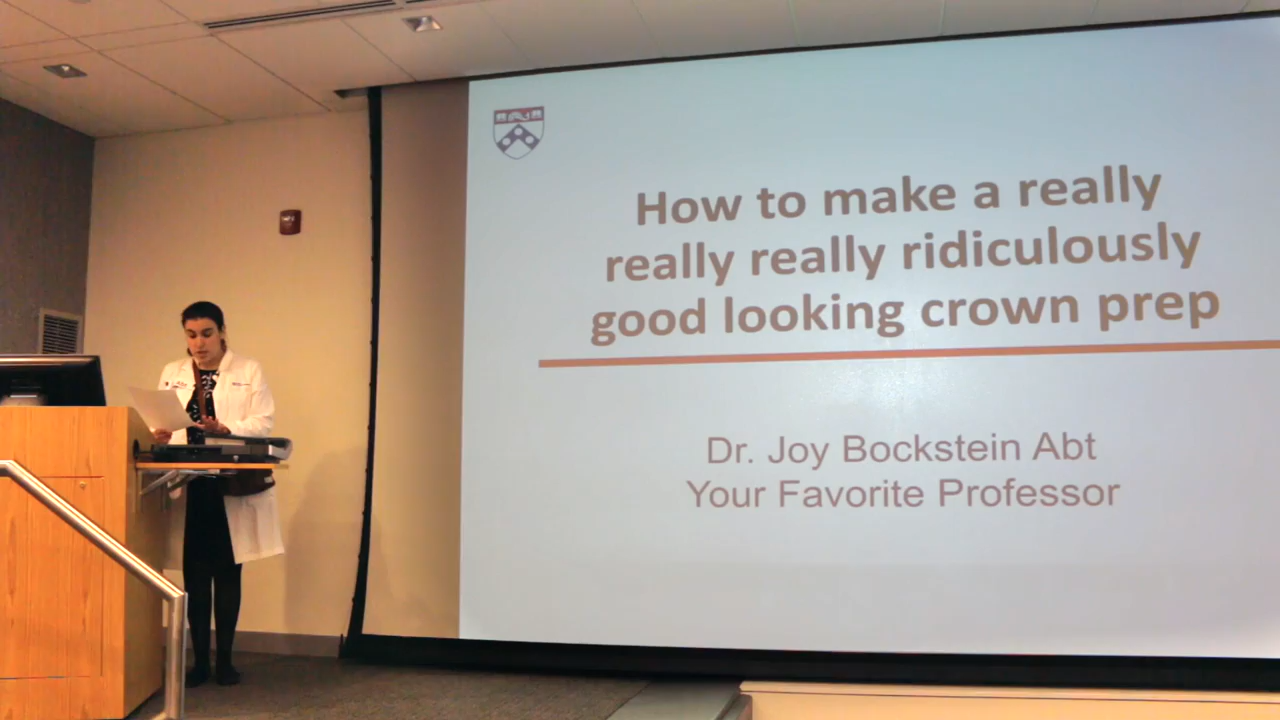 How to make a really
really really ridiculously
good looking crown prep
Dr. Joy Bockstein Abt
Your Favorite Professor